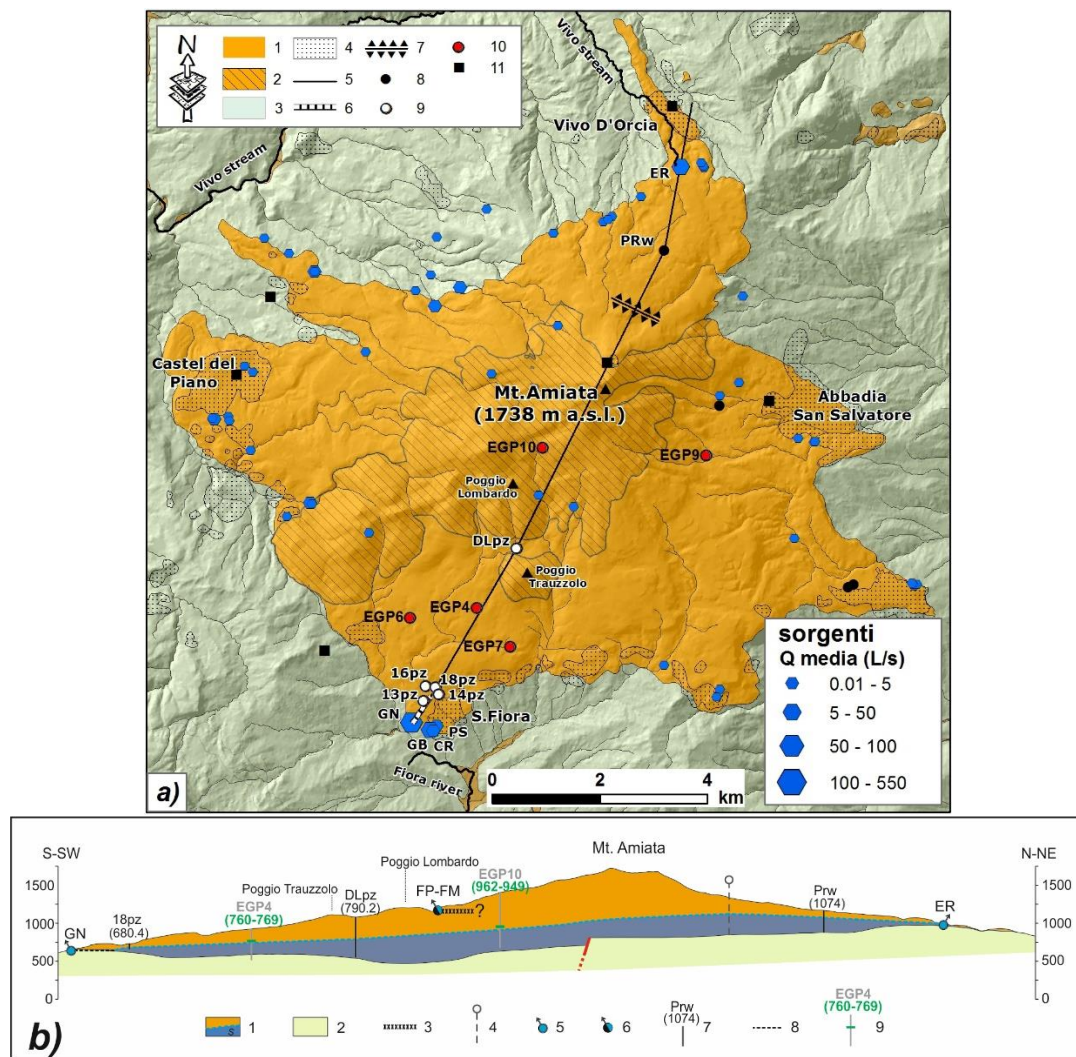 N
1
2
3
4
5
6
7
8
9
10
11
Vivo stream
Vivo D'Orcia
Vivo stream
ER
PRw
Castel del
Piano
Mt.Amiata
(1738 m a.s.l.)
Abbadia
San Salvatore
EGP10
EGP9
Poggio
Lombardo
DLpz
Poggio
Trauzzolo
EGP6
EGP4
EGP7
16pz
18pz
13pz
14pz
GN
S.Fiora
PS
GB CR
Fiora river
sorgenti
Q media (L/s)
0.01 - 5
5 - 50
50 - 100
100 - 550
0 2 4
km
a)
S-SW
Mt. Amiata
N-NE
Poggio Lombardo
EGP10
(962-949)
Poggio Trauzzolo
DLpz
(790.2)
FP-FM
?
EGP4
(760-769)
18pz
(680.4)
GN
Prw
(1074)
ER
1500
1000
500
0
1500
1000
500
0
s
1
2
3
4
5
6
Prw
(1074)
7
8
EGP4
(760-769)
9
b)